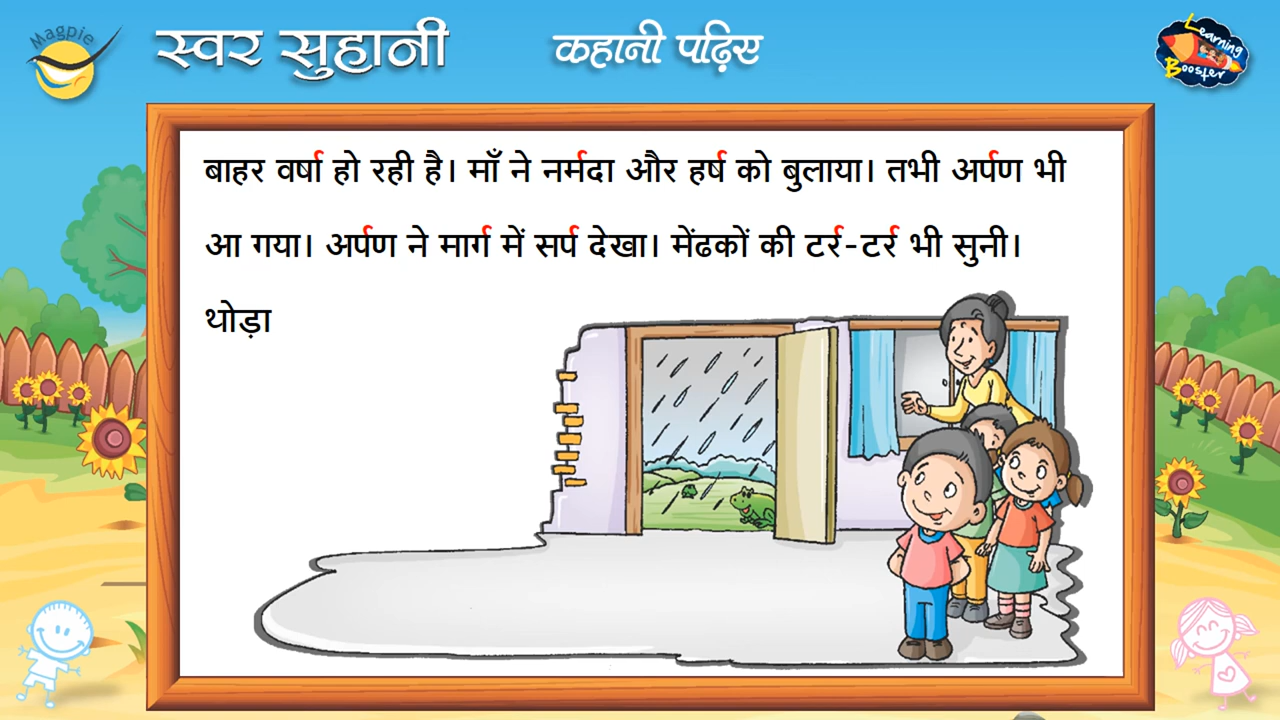 Magpie
स्वर सुहानी
कहानी पढ़िए
Learning
Booster
बाहर वर्षा हो रही है। माँ ने नर्मदा और हर्ष को बुलाया। तभी अर्पण भी
आ गया। अर्पण ने मार्ग में सर्प देखा। मेंढकों की टर्र-टर्र भी सुनी।
थोड़ा